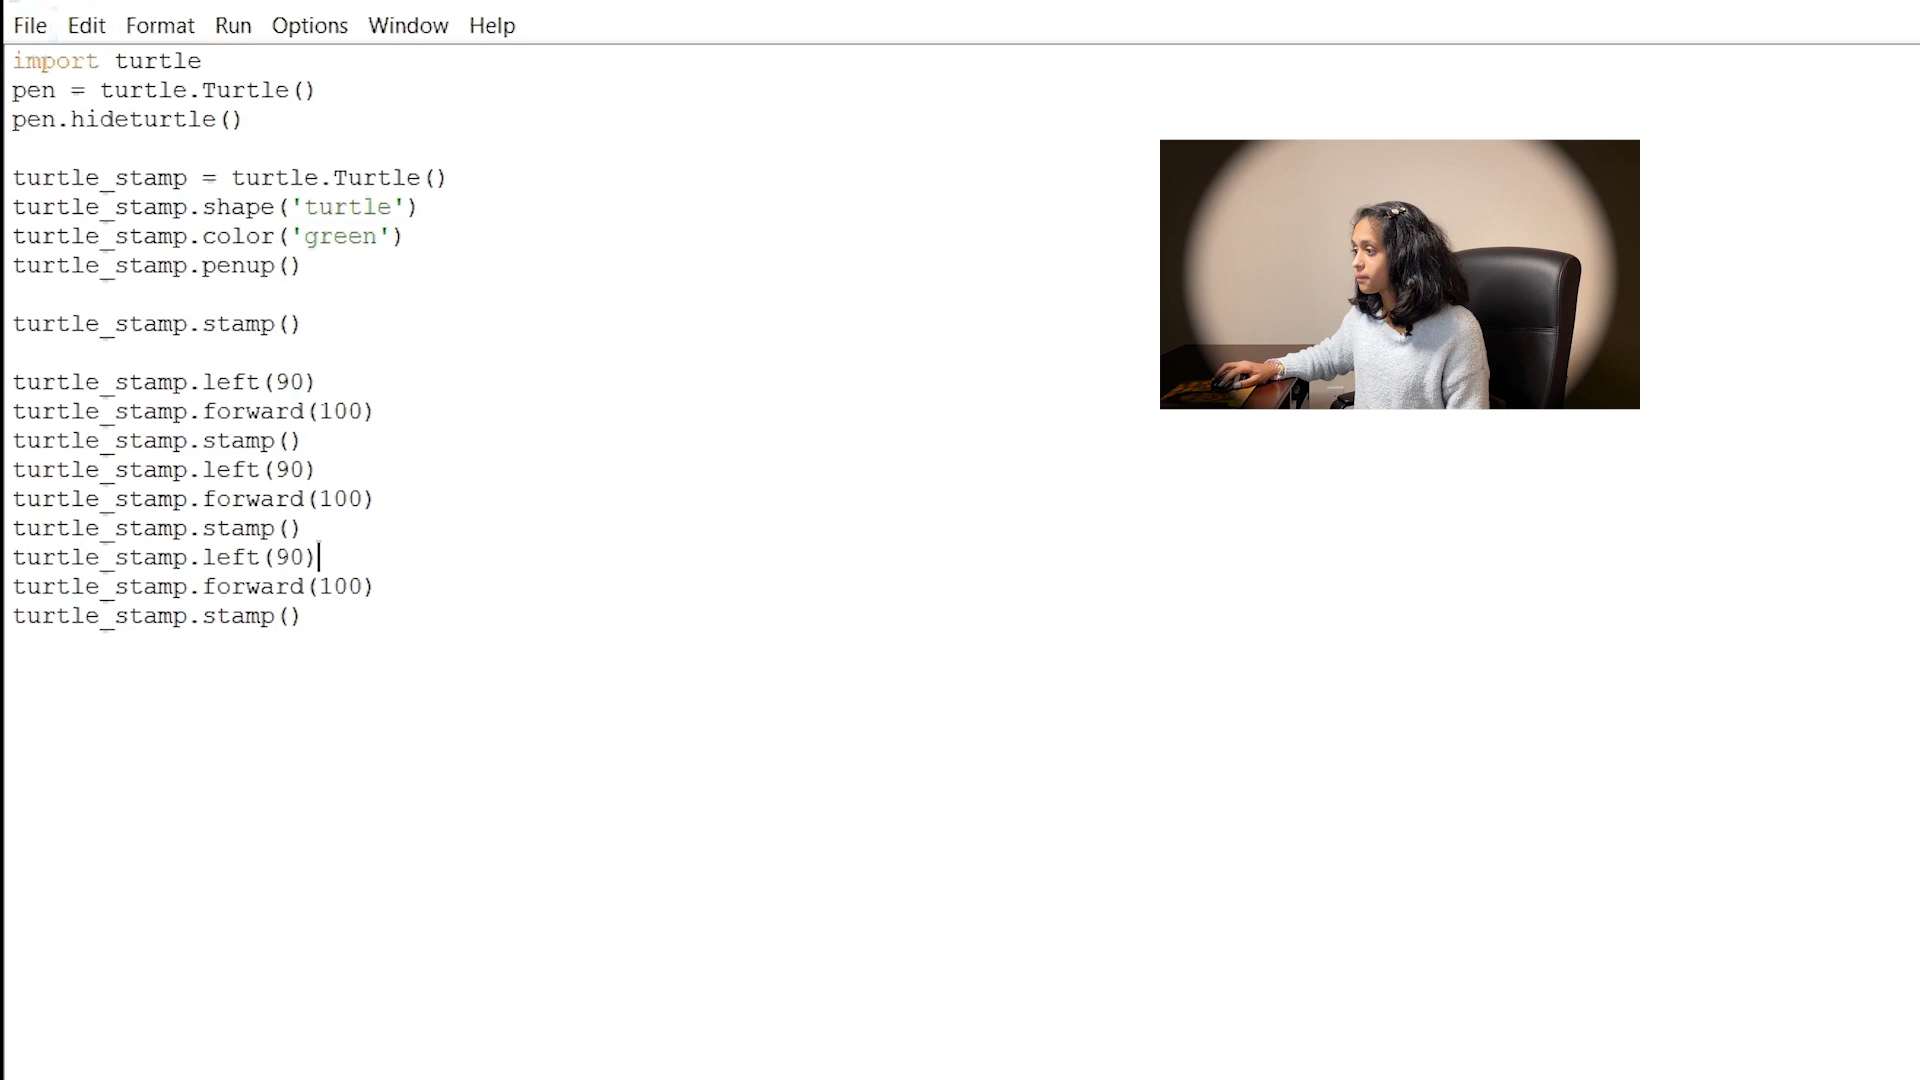 File Edit Format Run Options Window Help
import turtle
pen = turtle.Turtle()
pen.hideturtle()
turtle_stamp = turtle.Turtle()
turtle_stamp.shape('turtle')
turtle_stamp.color('green')
turtle_stamp.penup()
turtle_stamp.stamp()
turtle_stamp.left(90)
turtle_stamp.forward(100)
turtle_stamp.stamp()
turtle_stamp.left(90)
turtle_stamp.forward(100)
turtle_stamp.stamp()
turtle_stamp.left(90)
turtle_stamp.forward(100)
turtle_stamp.stamp()